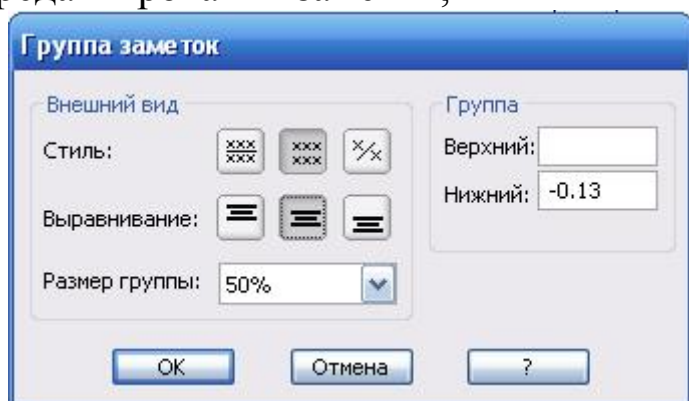 Группа заметок
Внешний вид
Стиль:
xxx xxx xxx xxx x/x
Выравнивание:
Размер группы: 50%
Группа
Верхний:
Нижний: -0.13
OK Отмена ?